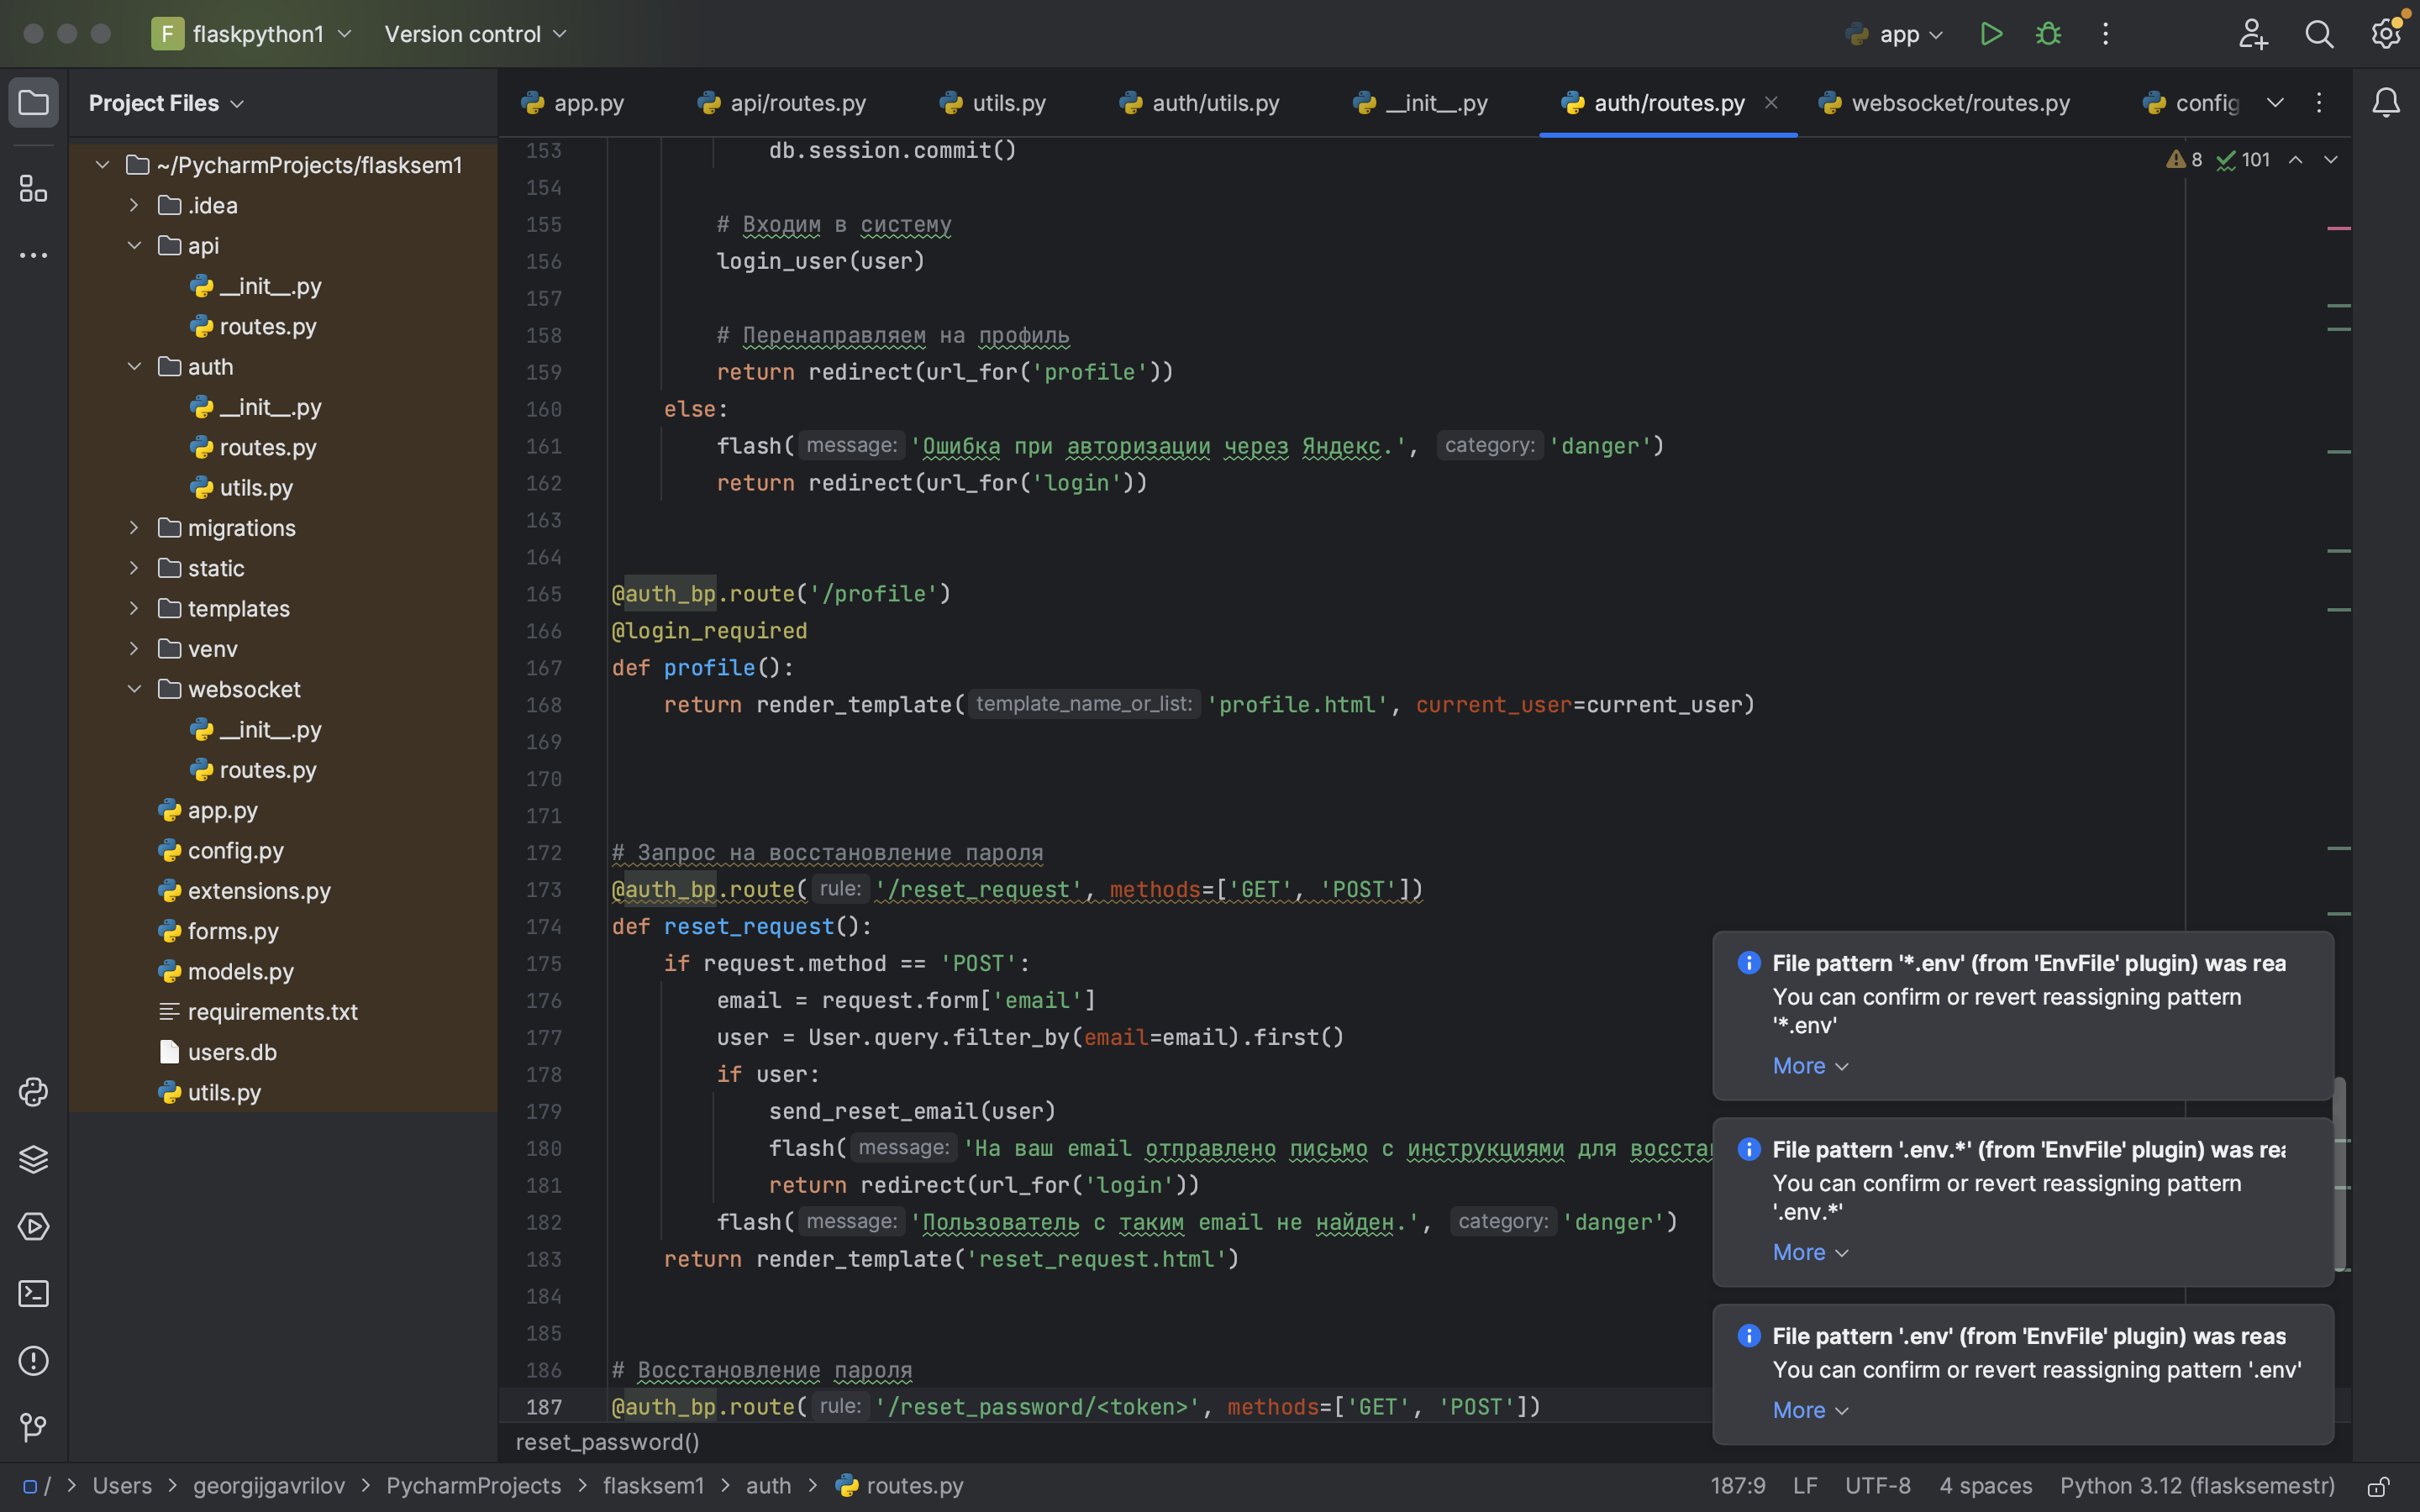 F flaskpython1 Version control app
Project Files
app.py api/routes.py utils.py auth/utils.py __init__.py auth/routes.py websocket/routes.py config
~/PycharmProjects/flasksem1
.idea
api
__init__.py
routes.py
auth
__init__.py
routes.py
utils.py
migrations
static
templates
venv
websocket
__init__.py
routes.py
app.py
config.py
extensions.py
forms.py
models.py
requirements.txt
users.db
utils.py
8 101
153 db.session.commit()
154
155 # Входим в систему
156 login_user(user)
157
158 # Перенаправляем на профиль
159 return redirect(url_for('profile'))
160 else:
161 flash( message: 'Ошибка при авторизации через Яндекс.', category: 'danger')
162 return redirect(url_for('login'))
163
164
165 @auth_bp.route('/profile')
166 @login_required
167 def profile():
168 return render_template( template_name_or_list: 'profile.html', current_user=current_user)
169
170
171
172 # Запрос на восстановление пароля
173 @auth_bp.route( rule: '/reset_request', methods=['GET', 'POST'])
174 def reset_request():
175 if request.method == 'POST':
176 email = request.form['email']
177 user = User.query.filter_by(email=email).first()
178 if user:
179 send_reset_email(user)
180 flash( message: 'На ваш email отправлено письмо с инструкциями для восста
181 return redirect(url_for('login'))
182 flash( message: 'Пользователь с таким email не найден.', category: 'danger')
183 return render_template('reset_request.html')
184
185
186 # Восстановление пароля
187 @auth_bp.route( rule: '/reset_password/<token>', methods=['GET', 'POST'])
reset_password()
File pattern '*.env' (from 'EnvFile' plugin) was rea
You can confirm or revert reassigning pattern
'*.env'
More
File pattern '.env.*' (from 'EnvFile' plugin) was rea
You can confirm or revert reassigning pattern
'.env.*'
More
File pattern '.env' (from 'EnvFile' plugin) was reas
You can confirm or revert reassigning pattern '.env'
More
/ > Users > georgijgavrilov > PycharmProjects > flasksem1 > auth > routes.py 187:9 LF UTF-8 4 spaces Python 3.12 (flasksemestr)